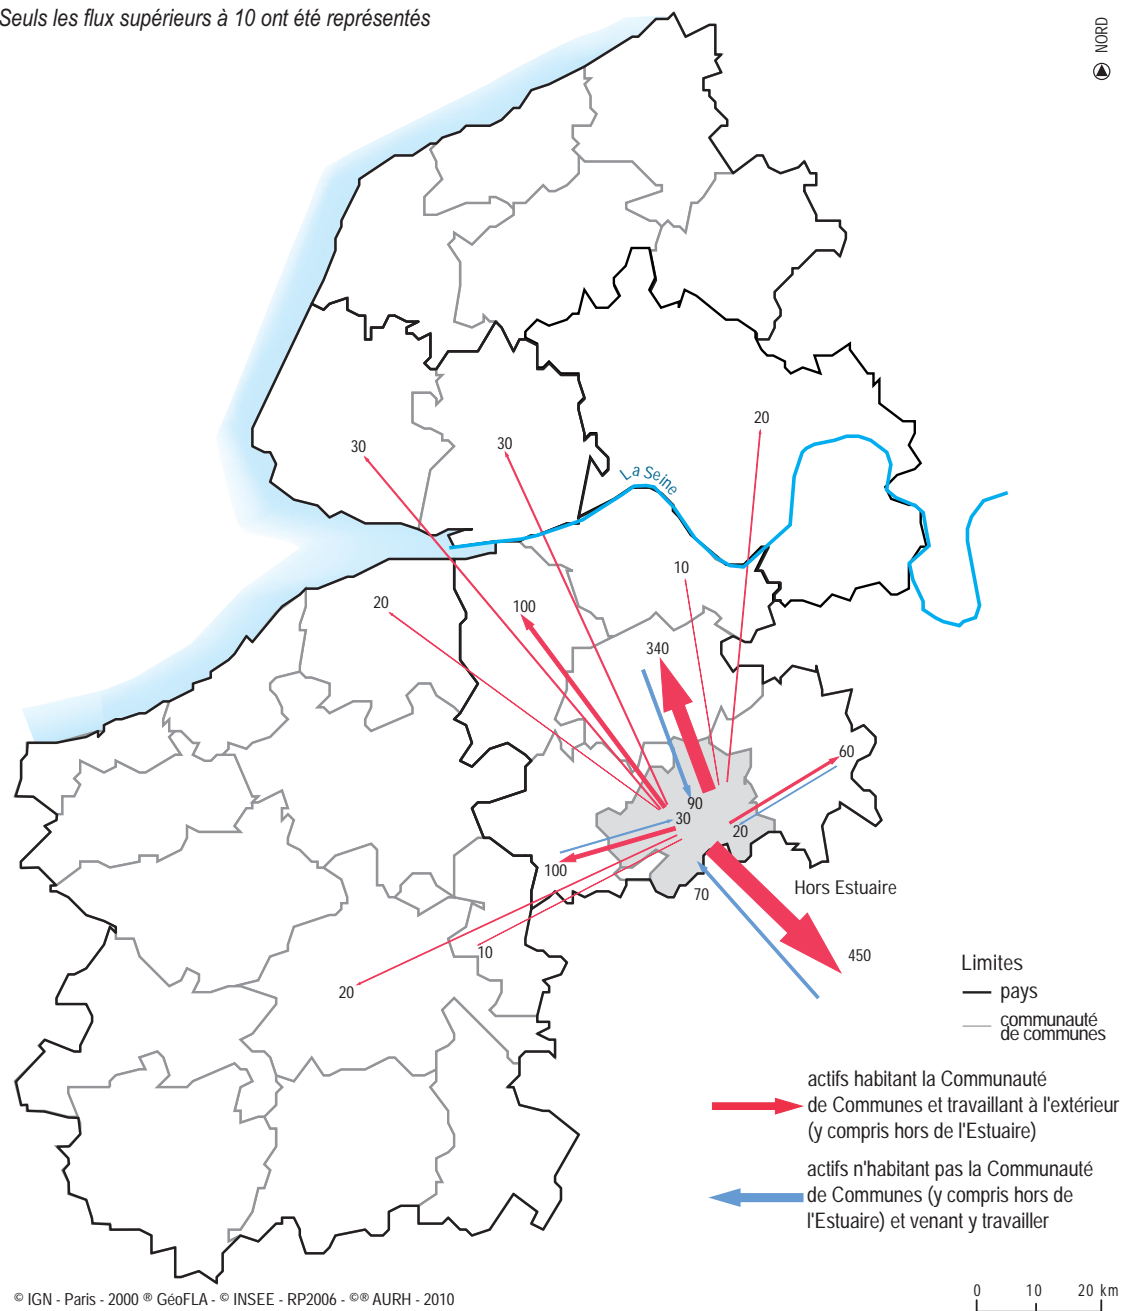 Seuls les flux supérieurs à 10 ont été représentés
NORD
20
30
30
La Seine
10
20
100
340
60
90
30
20
100
70
Hors Estuaire
450
10
20
Limites
pays
communauté
de communes
actifs habitant la Communauté
de Communes et travaillant à l'extérieur
(y compris hors de l'Estuaire)
actifs n'habitant pas la Communauté
de Communes (y compris hors de
l'Estuaire) et venant y travailler
0 10 20 km
© IGN - Paris - 2000 ® GéoFLA - © INSEE - RP2006 - ©® AURH - 2010